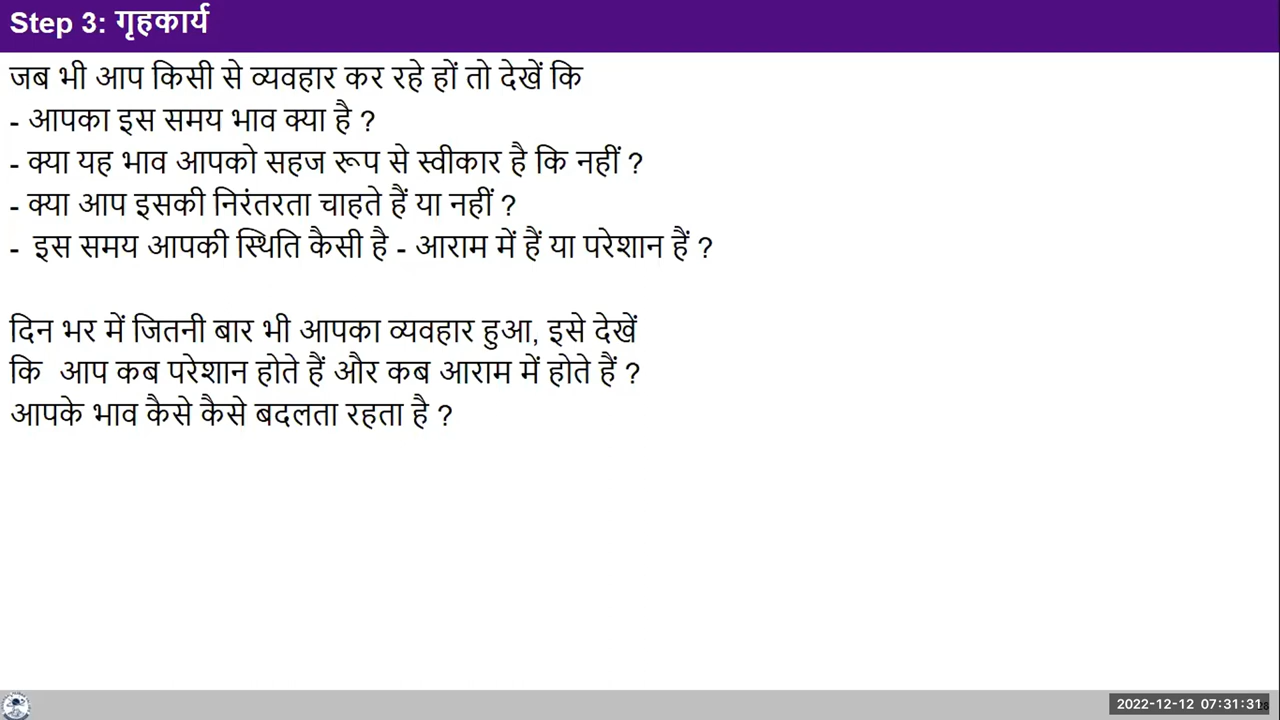 Step 3: गृहकार्य
जब भी आप किसी से व्यवहार कर रहे हों तो देखें कि
- आपका इस समय भाव क्या है ?
- क्या यह भाव आपको सहज रूप से स्वीकार है कि नहीं ?
- क्या आप इसकी निरंतरता चाहते हैं या नहीं ?
- इस समय आपकी स्थिति कैसी है - आराम में हैं या परेशान हैं ?
दिन भर में जितनी बार भी आपका व्यवहार हुआ, इसे देखें
कि आप कब परेशान होते हैं और कब आराम में होते हैं ?
आपके भाव कैसे कैसे बदलता रहता है ?
2022-12-12 07:31:31